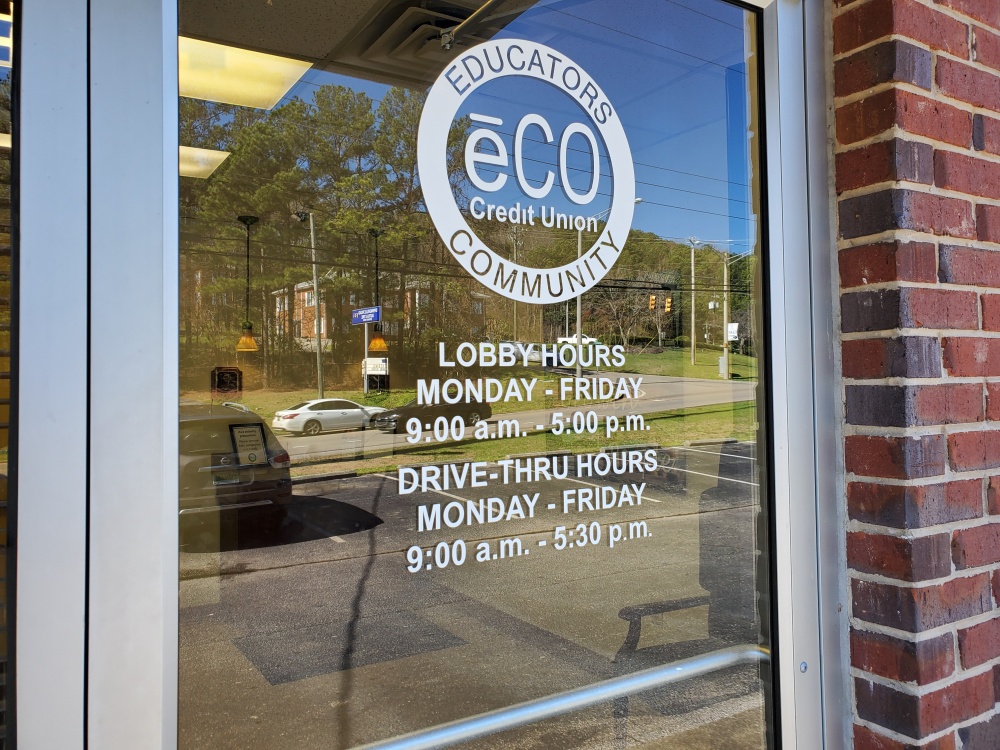 EDUCATORS
ēCO
Credit Union
COMMUNITY
LOBBY HOURS
MONDAY - FRIDAY
9:00 a.m. - 5:00 p.m.
DRIVE-THRU HOURS
MONDAY - FRIDAY
9:00 a.m. - 5:30 p.m.